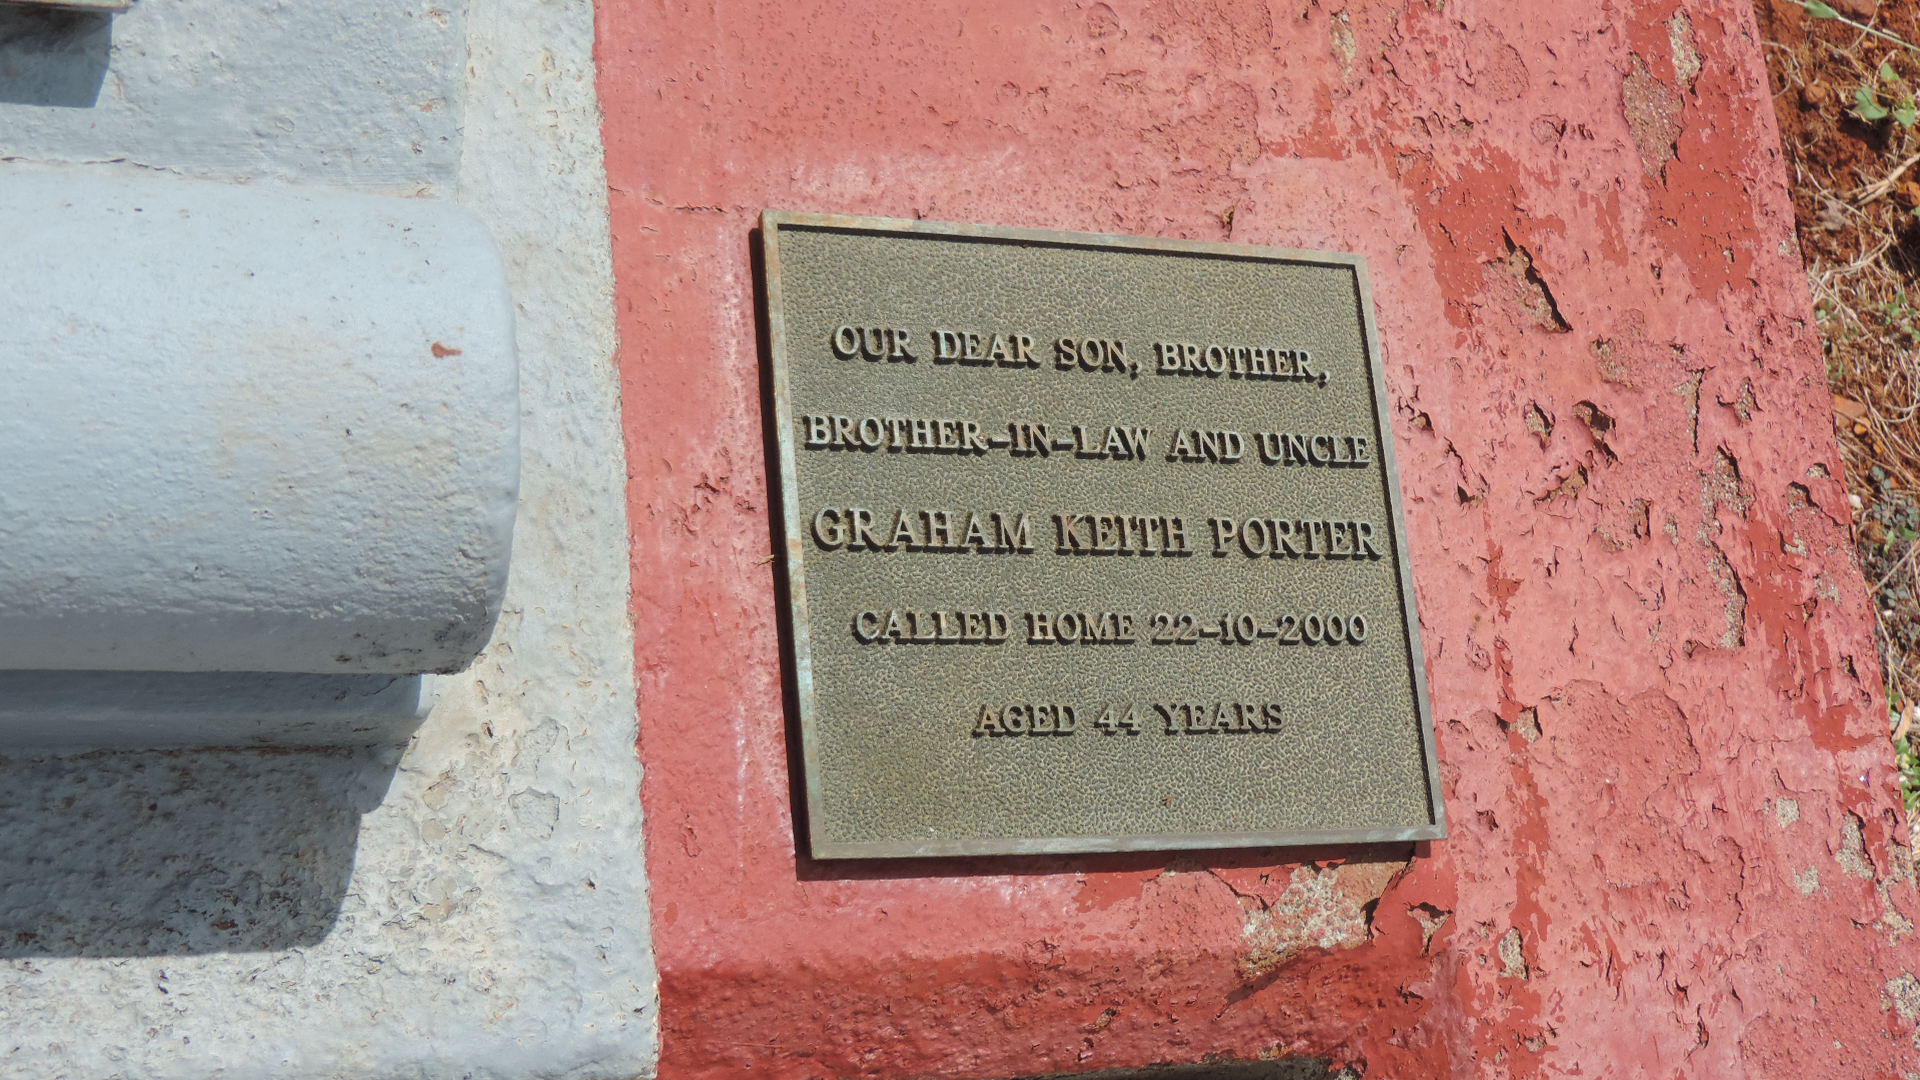 OUR DEAR SON, BROTHER,
BROTHER-IN-LAW AND UNCLE
GRAHAM KEITH PORTER
CALLED HOME 22-10-2000
AGED 44 YEARS